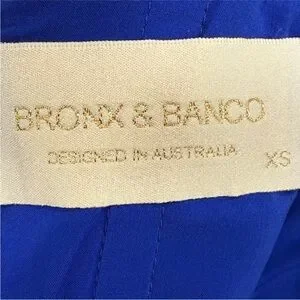 BRONX & BANCO
DESIGNED IN AUSTRALIA
XS